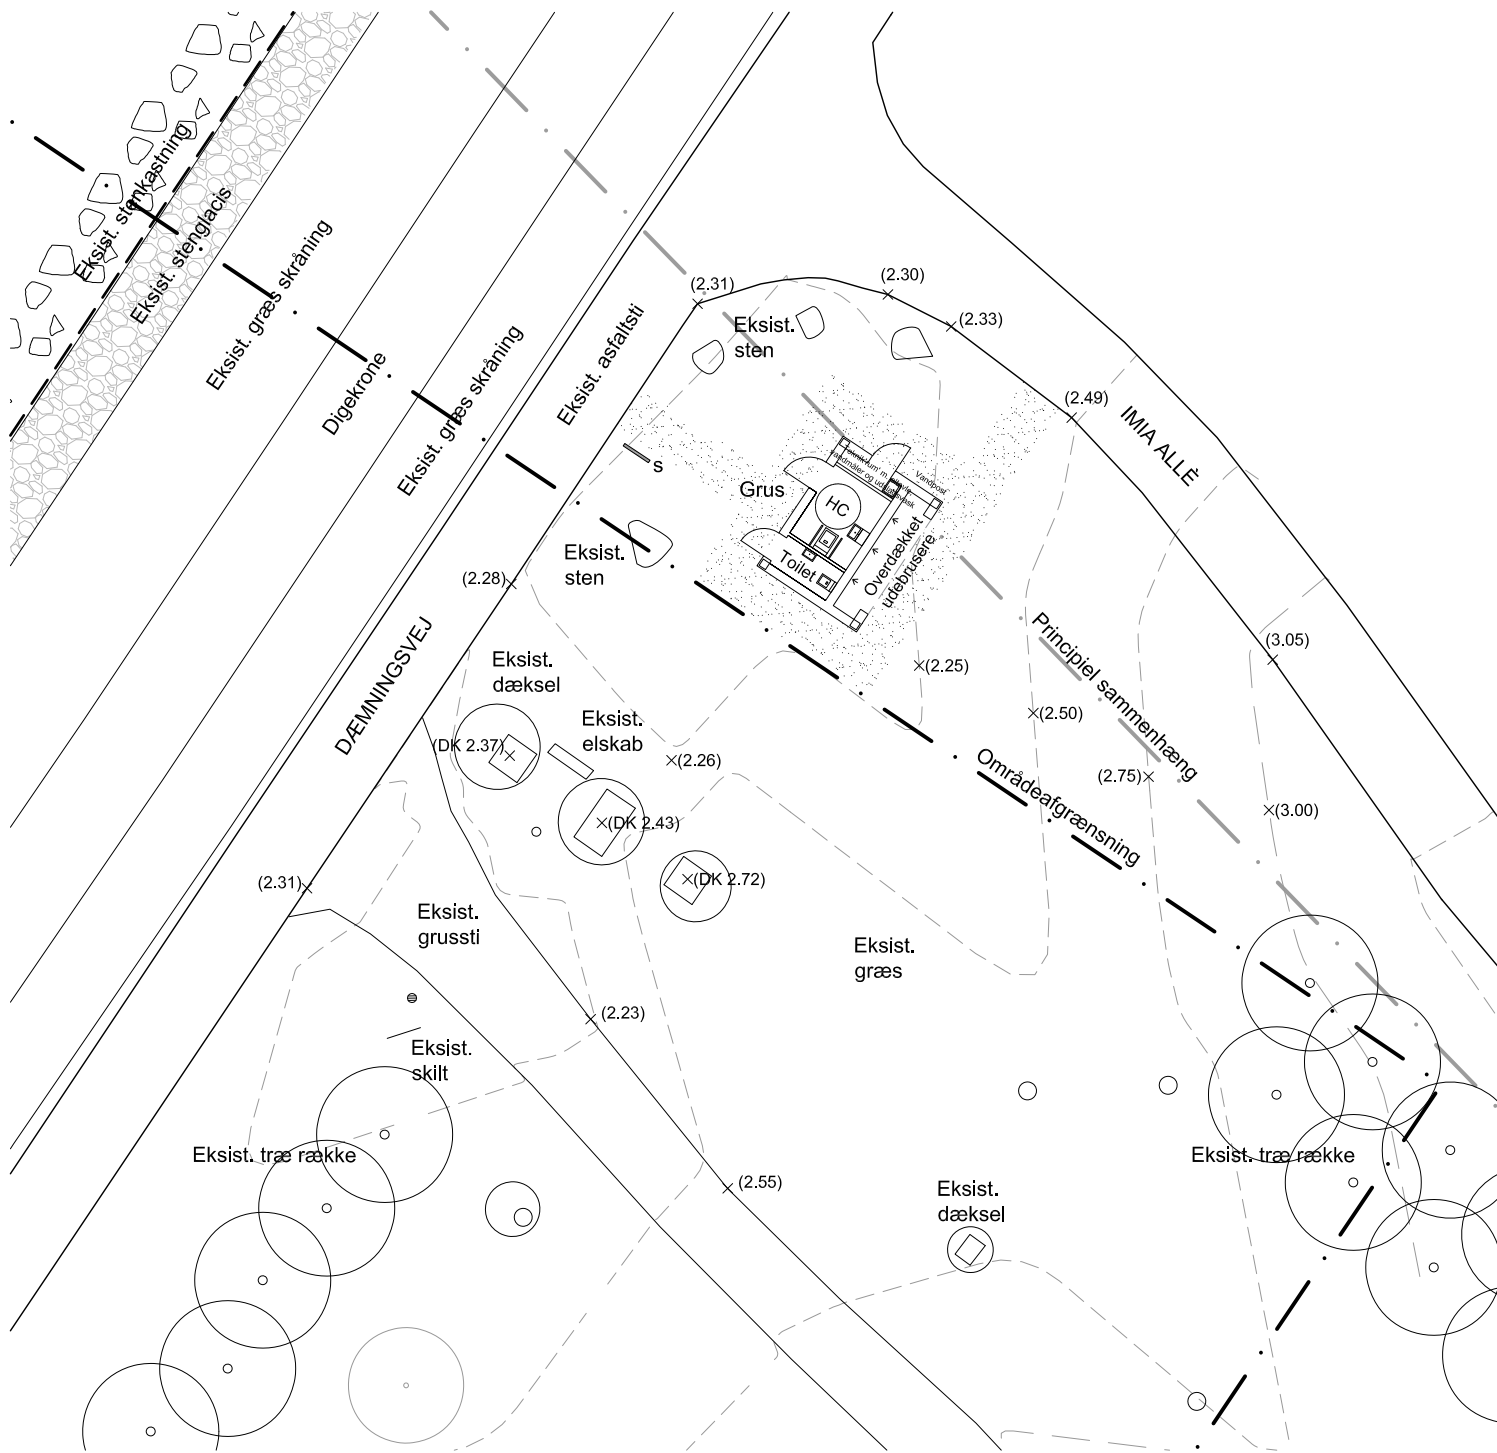 Eksist. stenkastning
Eksist. stenglacis
Eksist. græs skråning
Digekrone
Eksist. græs skråning
Eksist. asfaltsti
(2.31)
(2.30)
(2.33)
Eksist.
sten
(2.49)
IMIA ALLÈ
S
Grus
HC
Vandpost
Toilet
Overdækket
udebrusere
Eksist.
sten
(2.28)
DÆMNINGSVEJ
Eksist.
dæksel
(2.25)
Principiel sammenhæng
(3.05)
(2.50)
Eksist.
elskab
(DK 2.37)
(2.26)
(2.75)
Områdeafgrænsning
(3.00)
(DK 2.43)
(DK 2.72)
(2.31)
Eksist.
grussti
Eksist.
græs
(2.23)
Eksist.
skilt
Eksist. træ række
Eksist. træ række
(2.55)
Eksist.
dæksel